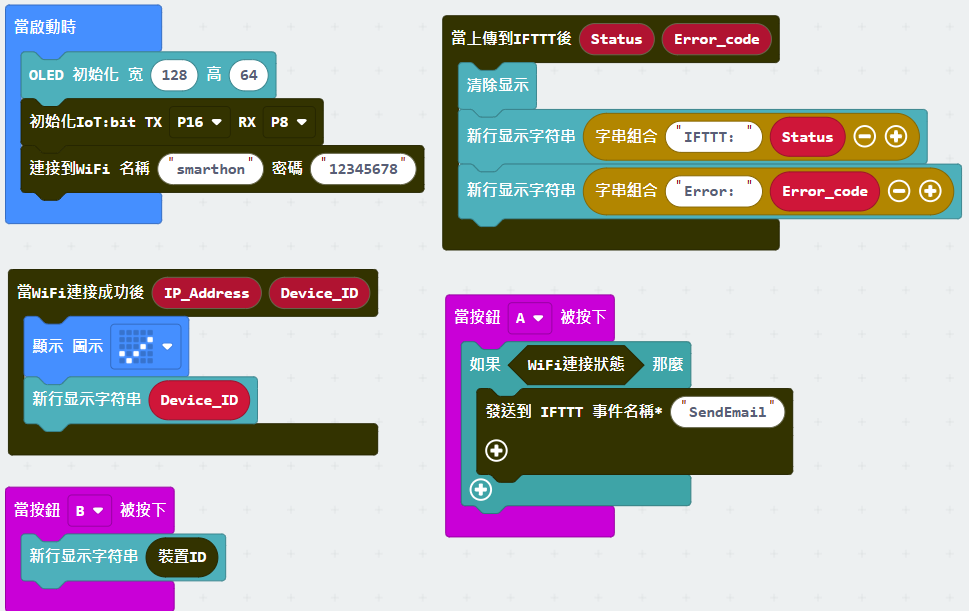 當啟動時
OLED 初始化 宽 128 高 64
初始化IoT:bit TX P16 RX P8
連接到WiFi 名稱 "smarthon" 密碼 "12345678"
當上傳到IFTTT後 Status Error_code
清除显示
新行显示字符串 字串組合 "IFTTT: " Status
新行显示字符串 字串組合 "Error: " Error_code
當WiFi連接成功後 IP_Address Device_ID
顯示 圖示
新行显示字符串 Device_ID
當按鈕 A 被按下
如果 WiFi連接狀態 那麼
發送到 IFTTT 事件名稱* "SendEmail"
當按鈕 B 被按下
新行显示字符串 裝置ID